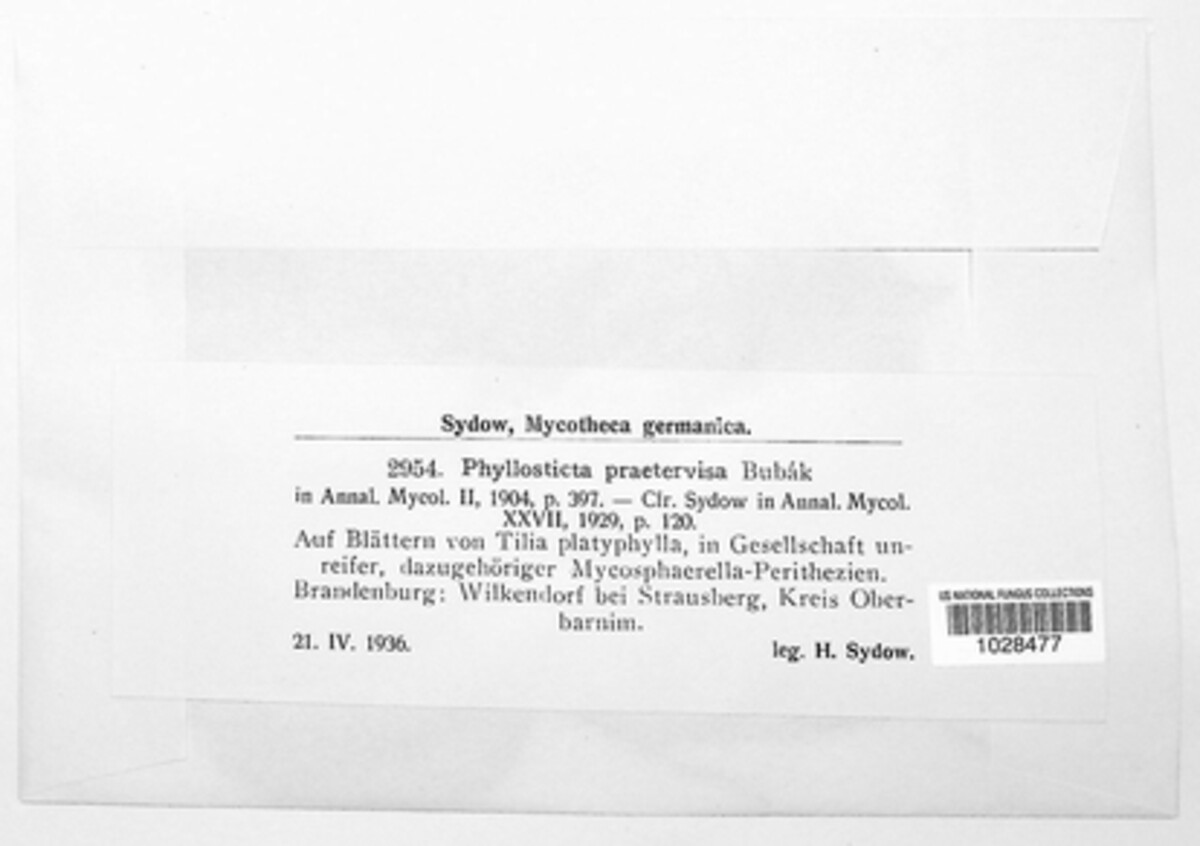 Sydow, Mycotheca germanica.
2954. Phyllosticta praetervisa Bubák
in Annal. Mycol. II, 1904, p. 397. — Cfr. Sydow in Annal. Mycol.
XXVII, 1929, p. 120.
Auf Blättern von Tilia platyphylla, in Gesellschaft un-
reifer, dazugehöriger Mycosphaerella-Perithezien.
Brandenburg: Wilkendorf bei Strausberg, Kreis Ober-
barnim.
21. IV. 1936. leg. H. Sydow.
US NATIONAL FUNGUS COLLECTIONS
1028477